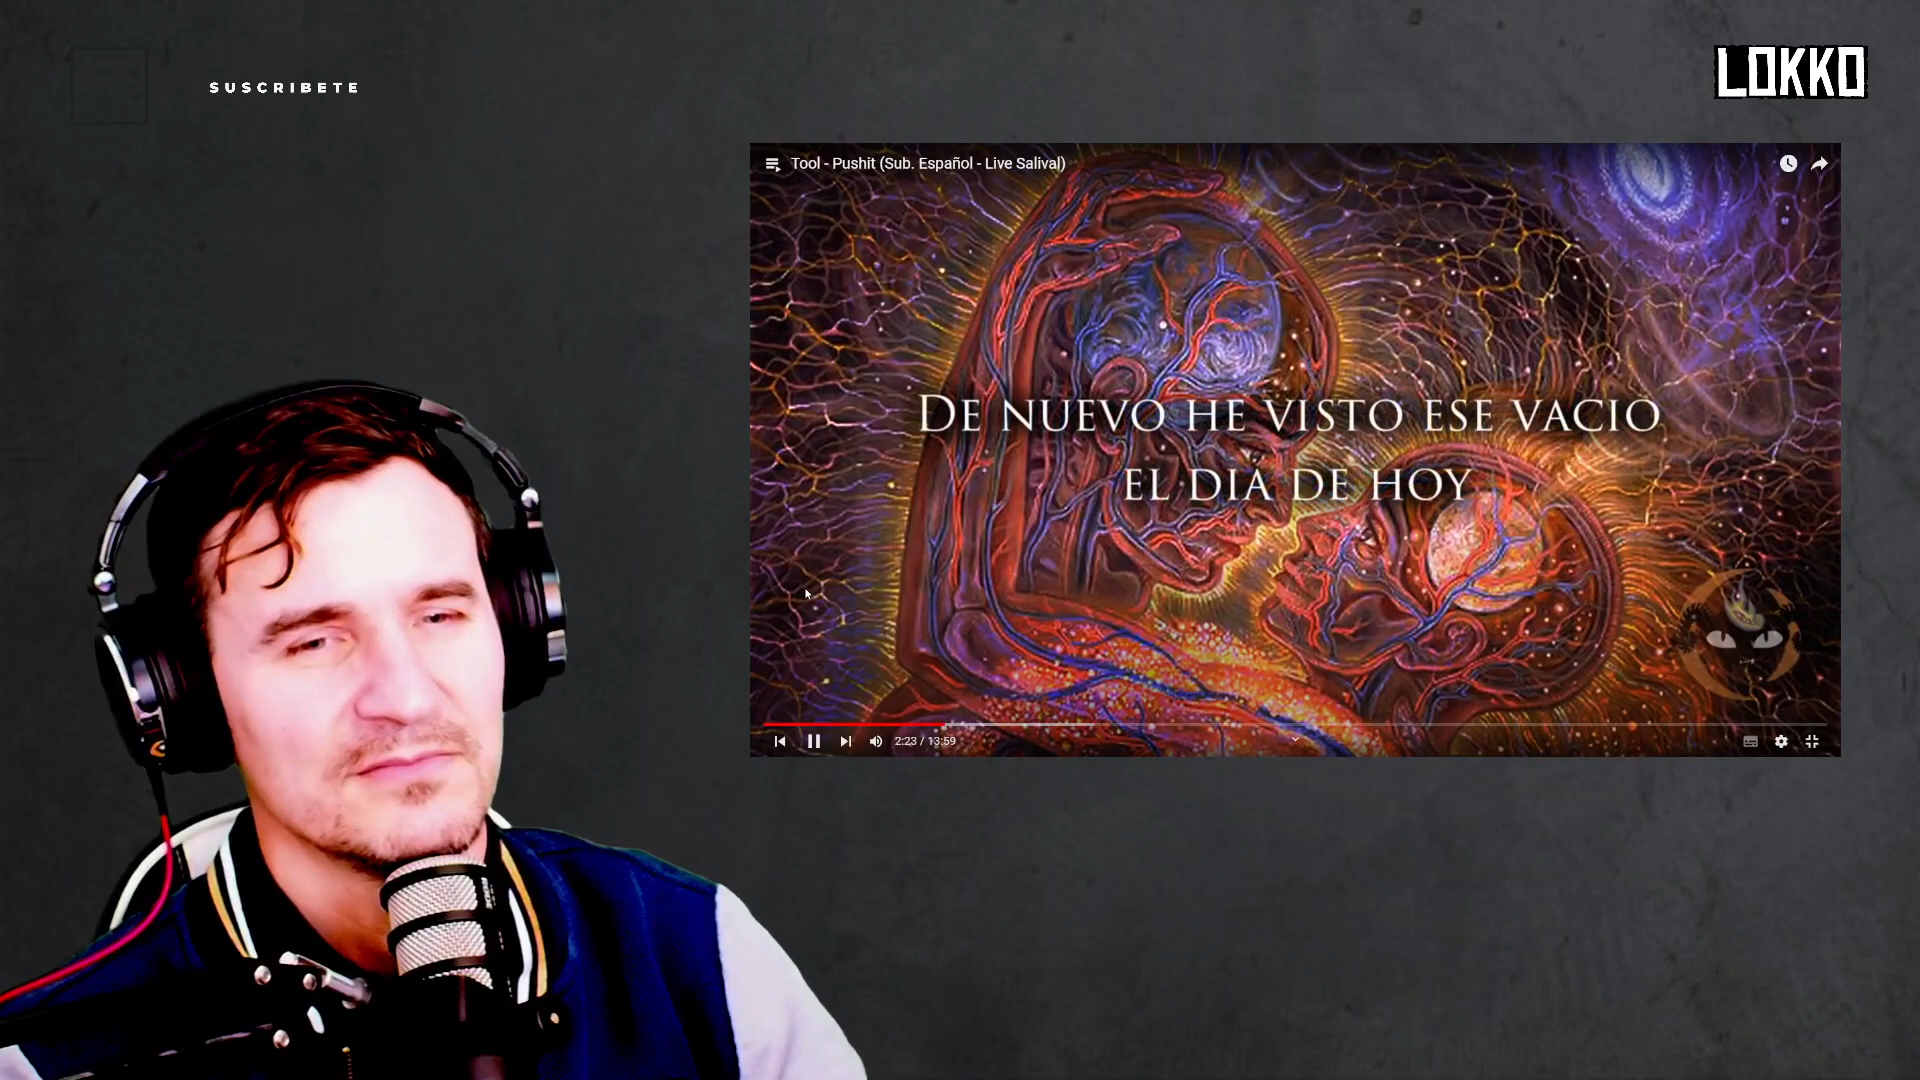 SUSCRIBETE
LOKKO
Tool - Pushit (Sub. Español - Live Salival)
DE NUEVO HE VISTO ESE VACIO
EL DIA DE HOY
2:23 / 13:59